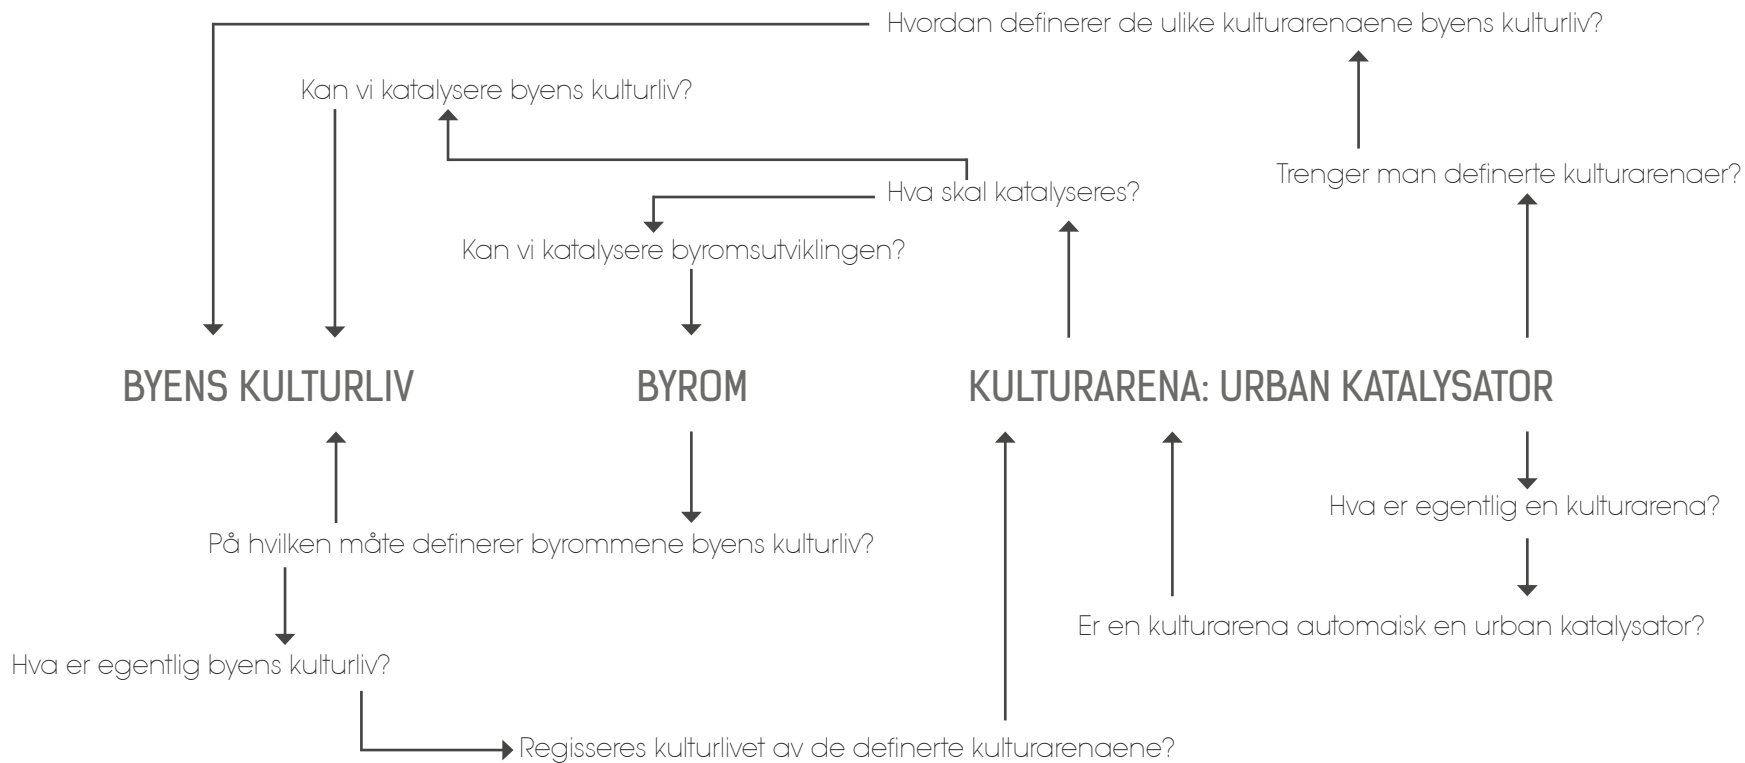 Hvordan definerer de ulike kulturarenaene byens kulturliv?
Kan vi katalysere byens kulturliv?
Trenger man definerte kulturarenaer?
Hva skal katalyseres?
Kan vi katalysere byromsutviklingen?
BYENS KULTURLIV
BYROM
KULTURARENA: URBAN KATALYSATOR
Hva er egentlig en kulturarena?
På hvilken måte definerer byrommene byens kulturliv?
Er en kulturarena automaisk en urban katalysator?
Hva er egentlig byens kulturliv?
Regisseres kulturlivet av de definerte kulturarenaene?